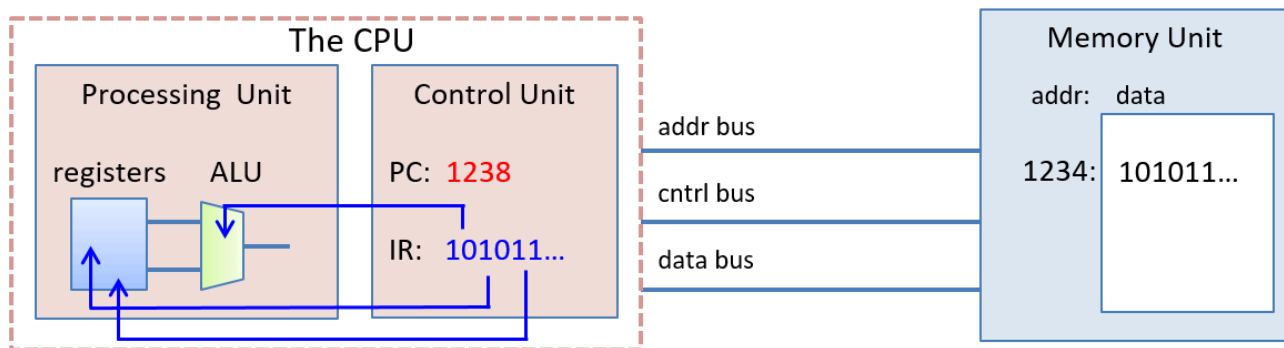 The CPU
Processing Unit
registers
ALU
Control Unit
PC: 1238
IR: 101011...
addr bus
cntrl bus
data bus
Memory Unit
addr: data
1234: 101011...